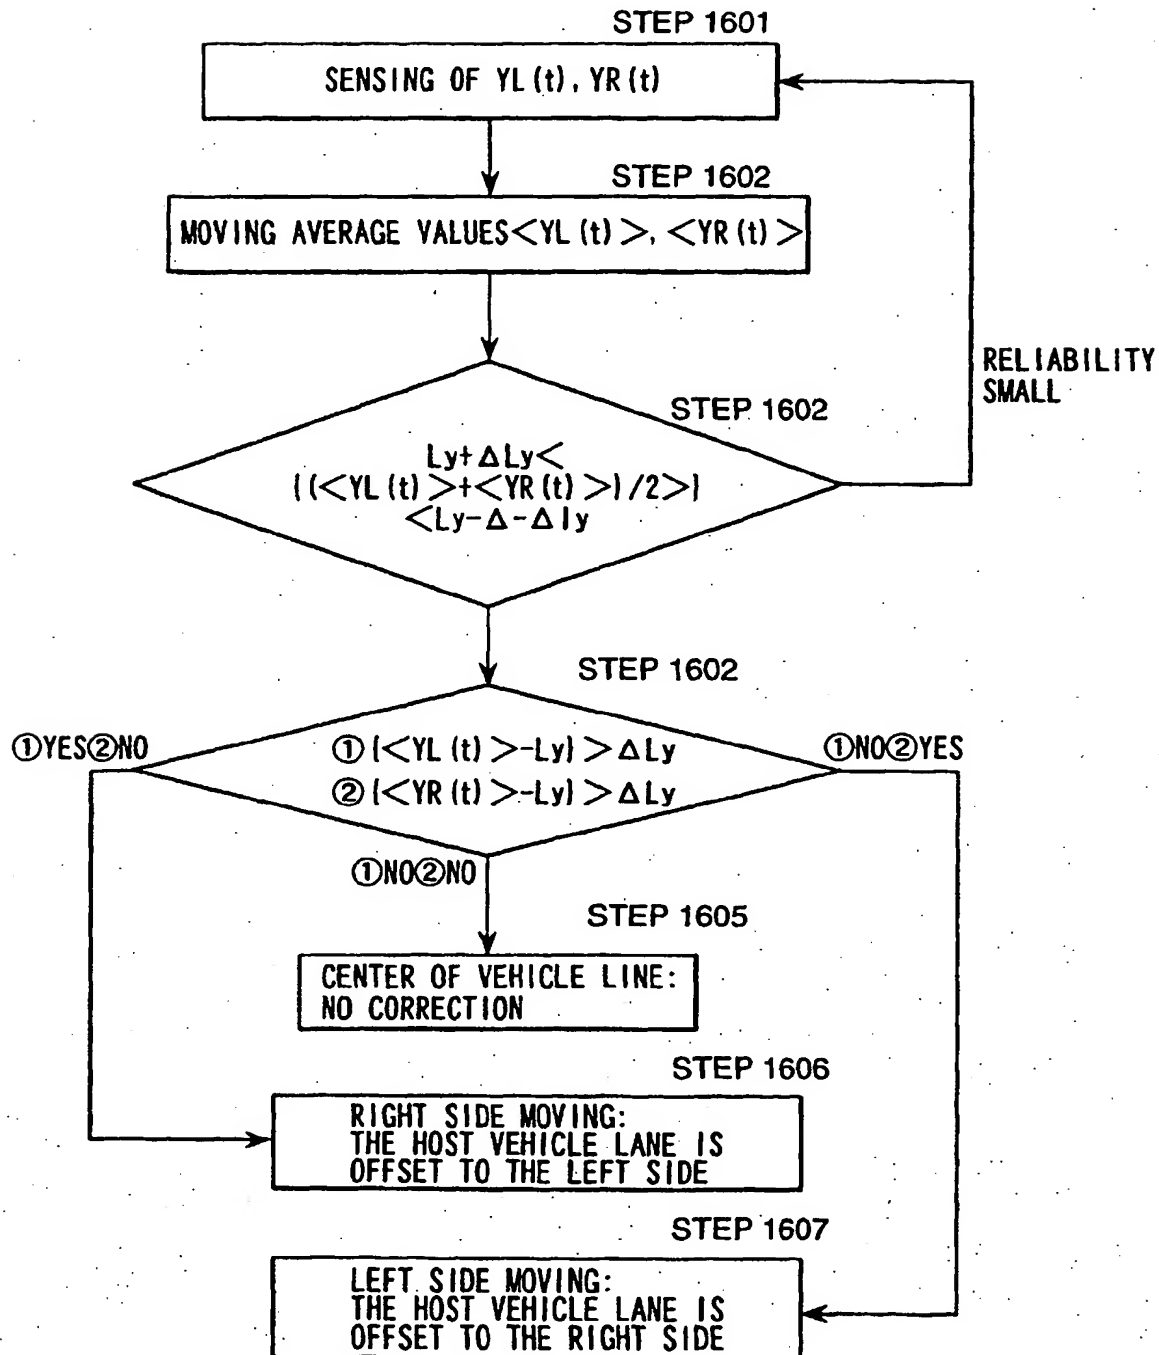 STEP 1601
SENSING OF YL(t), YR(t)
STEP 1602
MOVING AVERAGE VALUES<YL(t)>, <YR(t)>
RELIABILITY
SMALL
STEP 1602
Ly+ΔLy<
{(<YL(t)>+<YR(t)>)/2>}
<Ly-Δ-Δly
STEP 1602
①YES②NO
①{<YL(t)>-Ly}>ΔLy
①NO②YES
②{<YR(t)>-Ly}>ΔLy
①NO②NO
STEP 1605
CENTER OF VEHICLE LINE:
NO CORRECTION
STEP 1606
RIGHT SIDE MOVING:
THE HOST VEHICLE LANE IS
OFFSET TO THE LEFT SIDE
STEP 1607
LEFT SIDE MOVING:
THE HOST VEHICLE LANE IS
OFFSET TO THE RIGHT SIDE